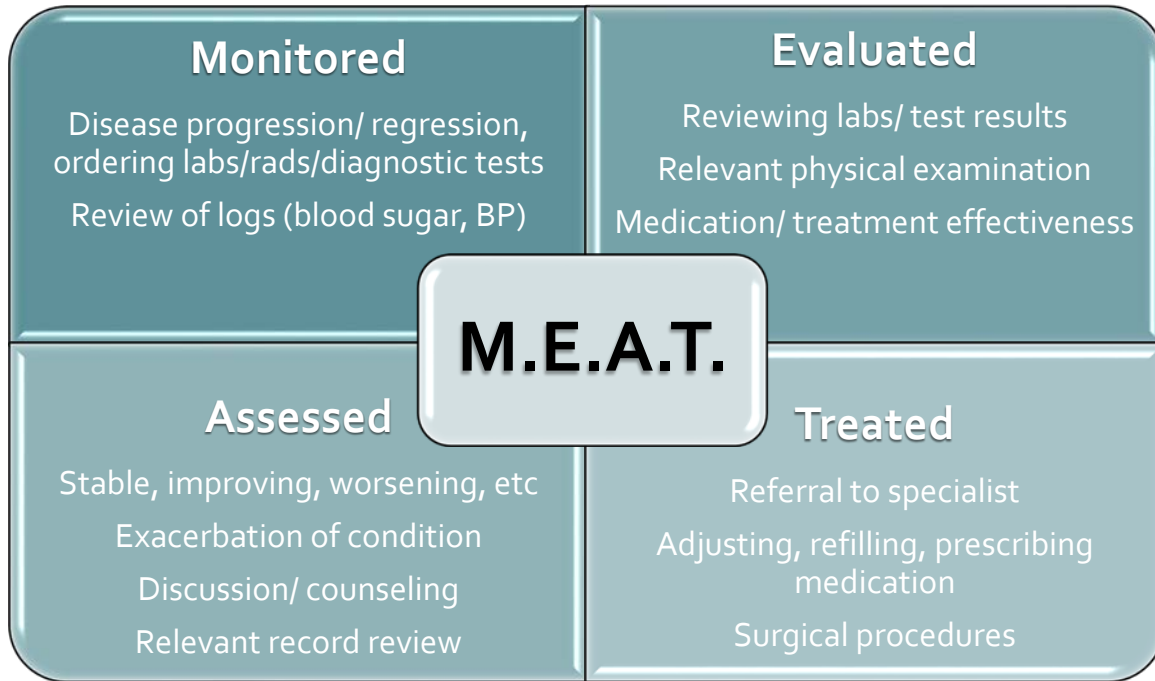 Monitored
Disease progression/ regression,
ordering labs/rads/diagnostic tests
Review of logs (blood sugar, BP)
Evaluated
Reviewing labs/ test results
Relevant physical examination
Medication/ treatment effectiveness
M.E.A.T.
Assessed
Stable, improving, worsening, etc
Exacerbation of condition
Discussion/ counseling
Relevant record review
Treated
Referral to specialist
Adjusting, refilling, prescribing
medication
Surgical procedures